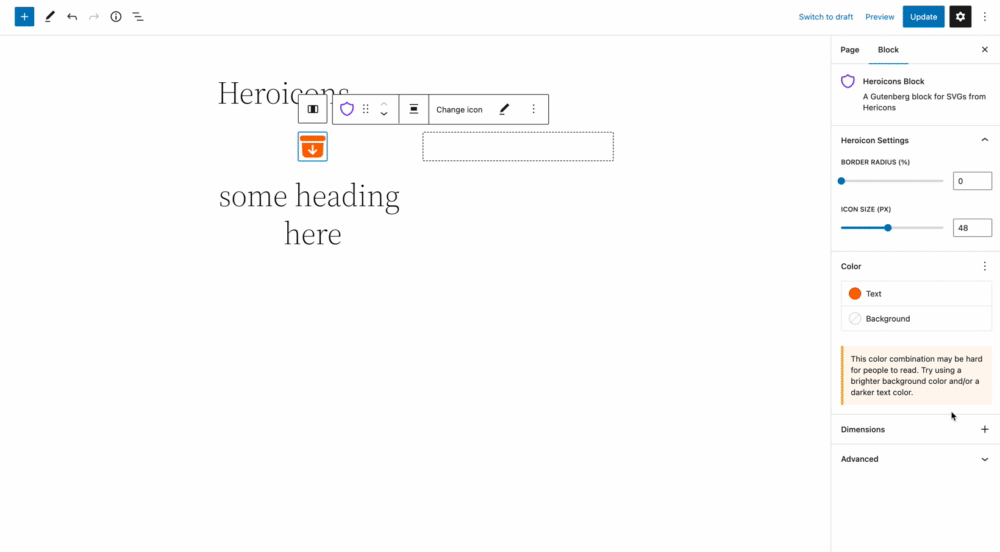 Switch to draft Preview Update
Heroicons
Change icon
some heading
here
Page Block
Heroicons Block
A Gutenberg block for SVGs from
Hericons
Heroicon Settings
BORDER RADIUS (%)
0
ICON SIZE (PX)
48
Color
Text
Background
This color combination may be hard
for people to read. Try using a
brighter background color and/or a
darker text color.
Dimensions
Advanced